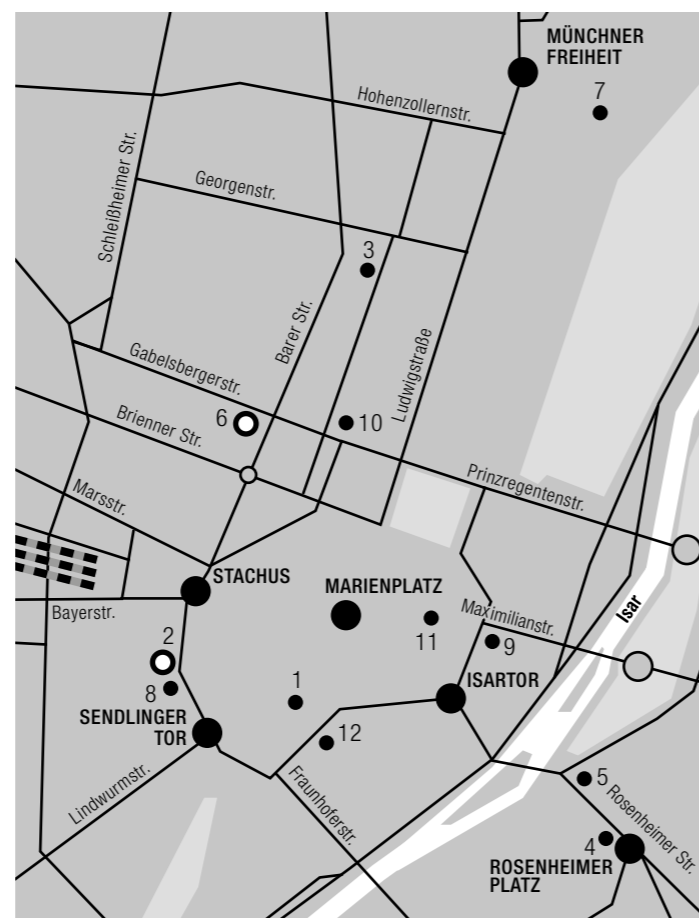 MÜNCHNER
FREIHEIT
7
Hohenzollernstr.
Schleißheimer Str.
Georgenstr.
3
Barer Str.
Ludwigstraße
Gabelsbergerstr.
6
10
Brienner Str.
Prinzregentenstr.
Marsstr.
STACHUS
MARIENPLATZ
Bayerstr.
Maximilianstr.
Isar
2
11
9
8
1
ISARTOR
SENDLINGER
TOR
12
Lindwurmstr.
Fraunhoferstr.
5
Rosenheimer Str.
4
ROSENHEIMER
PLATZ